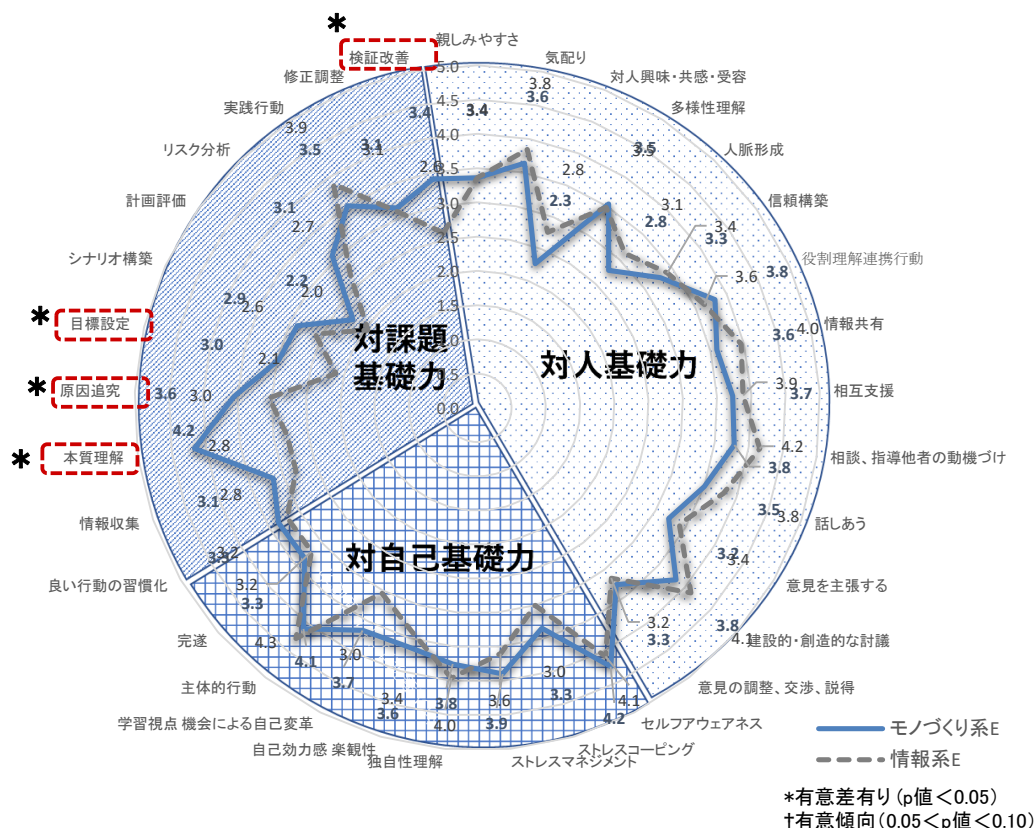 *
検証改善
親しみやすさ
気配り
対人興味・共感・受容
多様性理解
人脈形成
信頼構築
役割理解連携行動
情報共有
相互支援
相談、指導他者の動機づけ
話しあう
意見を主張する
建設的・創造的な討議
意見の調整、交渉、説得
セルフアウェアネス
ストレスコーピング
ストレスマネジメント
独自性理解
自己効力感 楽観性
学習視点 機会による自己変革
主体的行動
完遂
良い行動の習慣化
情報収集
*
本質理解
*
原因追究
*
目標設定
シナリオ構築
計画評価
リスク分析
実践行動
修正調整
5.0
4.5
4.0
3.5
3.0
2.5
2.0
1.5
1.0
0.5
0.0
3.4
3.4
3.8
3.6
2.8
2.3
3.5
3.5
3.1
2.8
3.4
3.3
3.6
3.8
4.0
3.6
3.9
3.7
4.2
3.8
3.8
3.5
3.4
3.2
4.1
3.8
3.2
3.3
4.1
4.2
3.0
3.3
3.6
3.9
4.0
3.8
3.4
3.6
3.0
3.7
4.3
4.1
3.2
3.3
3.2
2.8
3.1
2.8
4.2
3.0
3.6
2.1
3.0
2.6
2.9
2.0
2.2
2.7
3.1
3.9
3.5
3.1
3.1
2.6
3.4
対課題
基礎力
対人基礎力
対自己基礎力
モノづくり系E
情報系E
*有意差有り(p値<0.05)
†有意傾向(0.05<p値<0.10)